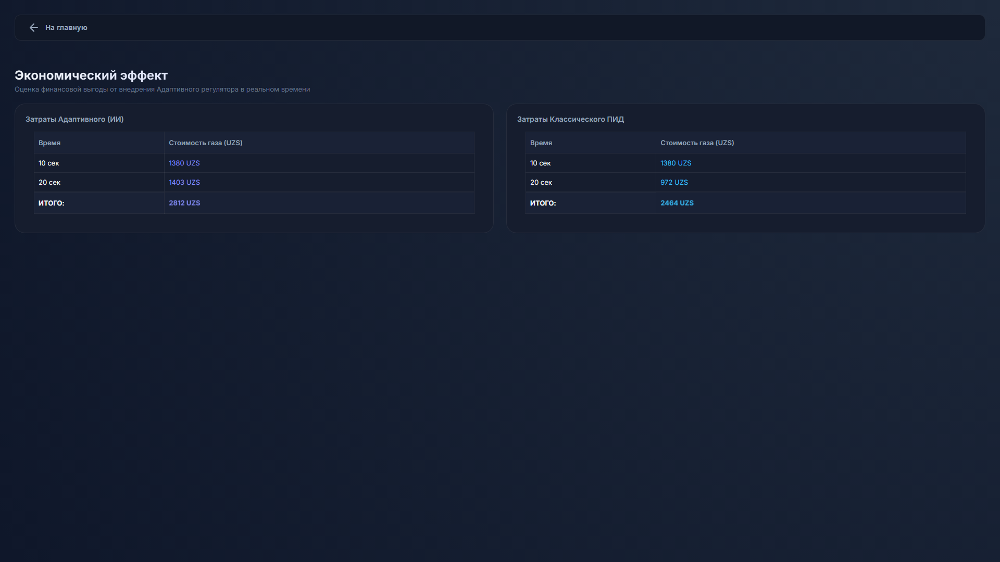 На главную
Экономический эффект
Оценка финансовой выгоды от внедрения Адаптивного регулятора в реальном времени
Затраты Адаптивного (ИИ)
Время Стоимость газа (UZS)
10 сек 1380 UZS
20 сек 1403 UZS
ИТОГО: 2812 UZS
Затраты Классического ПИД
Время Стоимость газа (UZS)
10 сек 1380 UZS
20 сек 972 UZS
ИТОГО: 2464 UZS